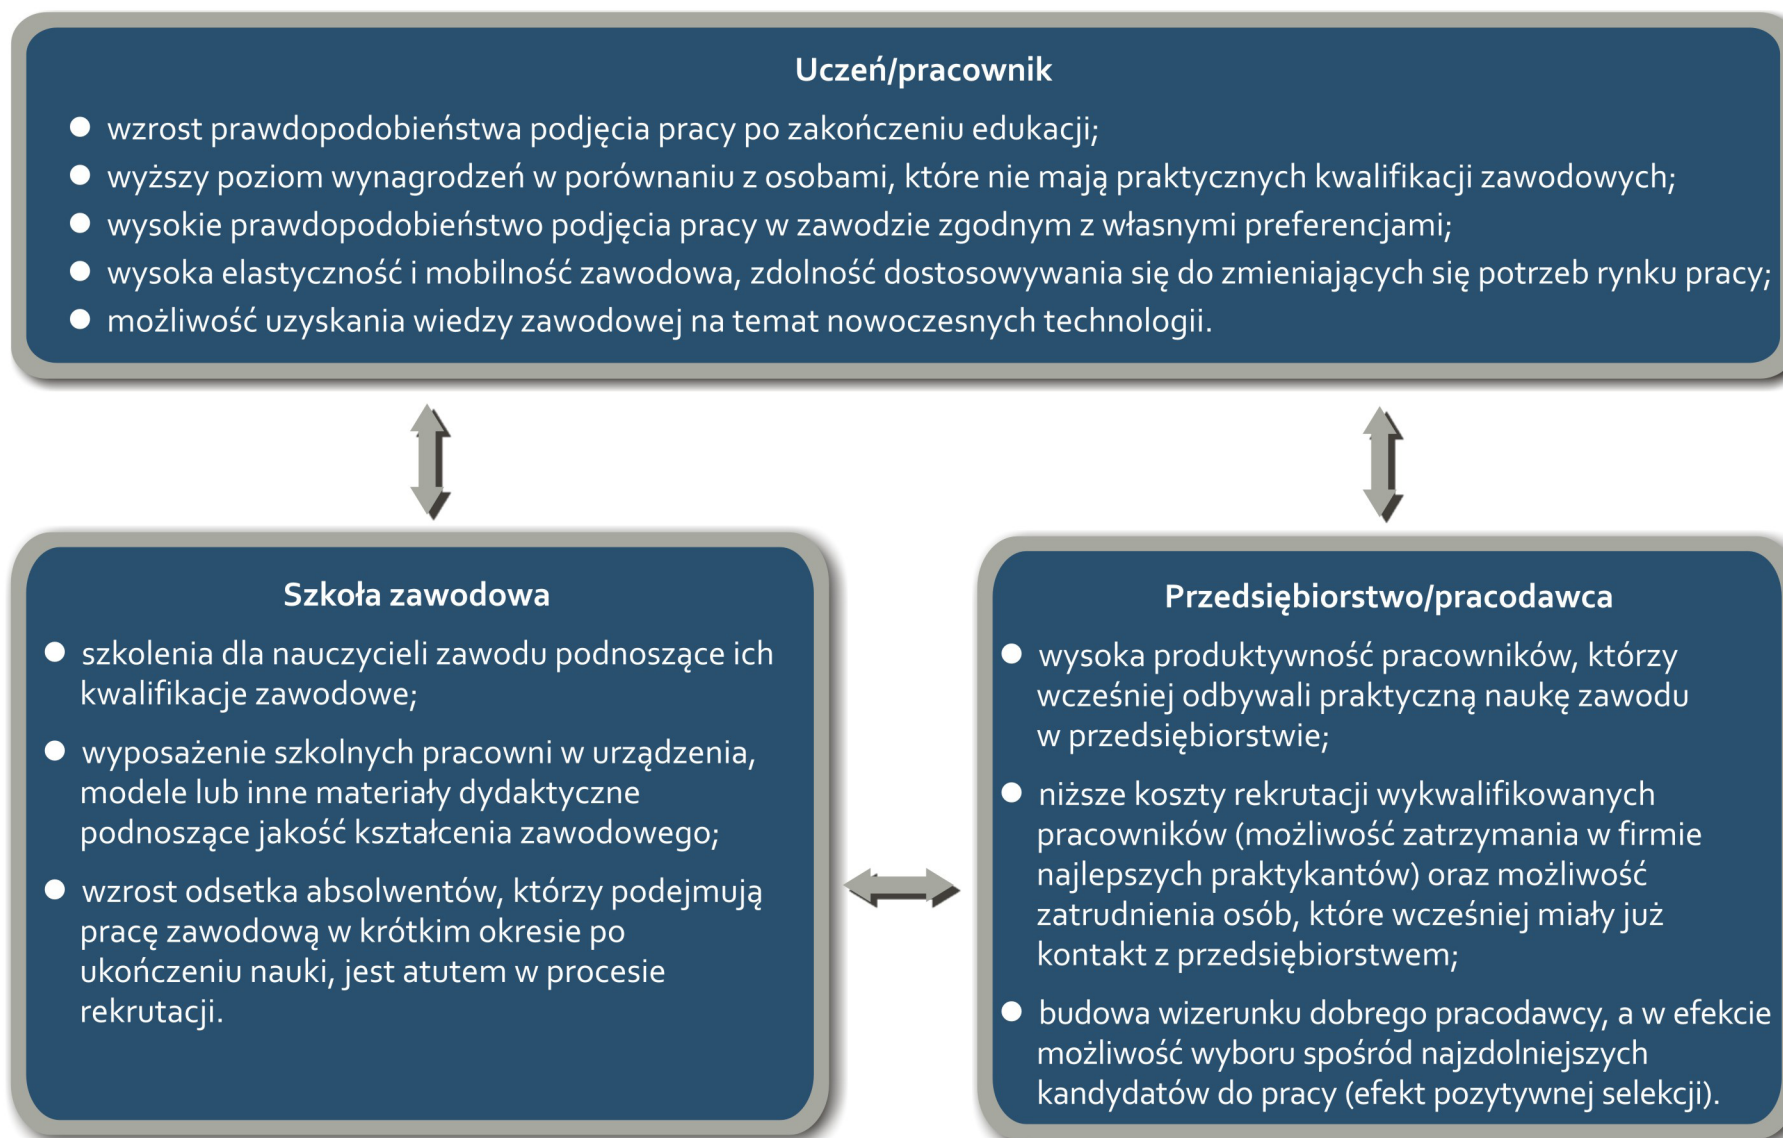 Uczeń/pracownik
● wzrost prawdopodobieństwa podjęcia pracy po zakończeniu edukacji;
● wyższy poziom wynagrodzeń w porównaniu z osobami, które nie mają praktycznych kwalifikacji zawodowych;
● wysokie prawdopodobieństwo podjęcia pracy w zawodzie zgodnym z własnymi preferencjami;
● wysoka elastyczność i mobilność zawodowa, zdolność dostosowywania się do zmieniających się potrzeb rynku pracy;
● możliwość uzyskania wiedzy zawodowej na temat nowoczesnych technologii.
Szkoła zawodowa
● szkolenia dla nauczycieli zawodu podnoszące ich
kwalifikacje zawodowe;
● wyposażenie szkolnych pracowni w urządzenia,
modele lub inne materiały dydaktyczne
podnoszące jakość kształcenia zawodowego;
● wzrost odsetka absolwentów, którzy podejmują
pracę zawodową w krótkim okresie po
ukończeniu nauki, jest atutem w procesie
rekrutacji.
Przedsiębiorstwo/pracodawca
● wysoka produktywność pracowników, którzy
wcześniej odbywali praktyczną naukę zawodu
w przedsiębiorstwie;
● niższe koszty rekrutacji wykwalifikowanych
pracowników (możliwość zatrzymania w firmie
najlepszych praktykantów) oraz możliwość
zatrudnienia osób, które wcześniej miały już
kontakt z przedsiębiorstwem;
● budowa wizerunku dobrego pracodawcy, a w efekcie
możliwość wyboru spośród najzdolniejszych
kandydatów do pracy (efekt pozytywnej selekcji).